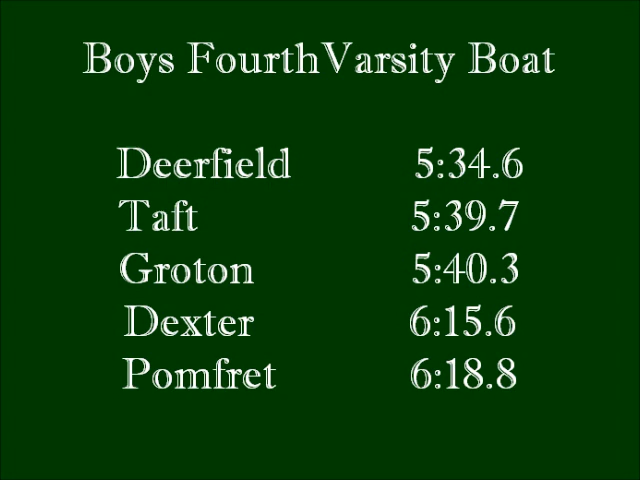 Boys FourthVarsity Boat
Deerfield 5:34.6
Taft 5:39.7
Groton 5:40.3
Dexter 6:15.6
Pomfret 6:18.8